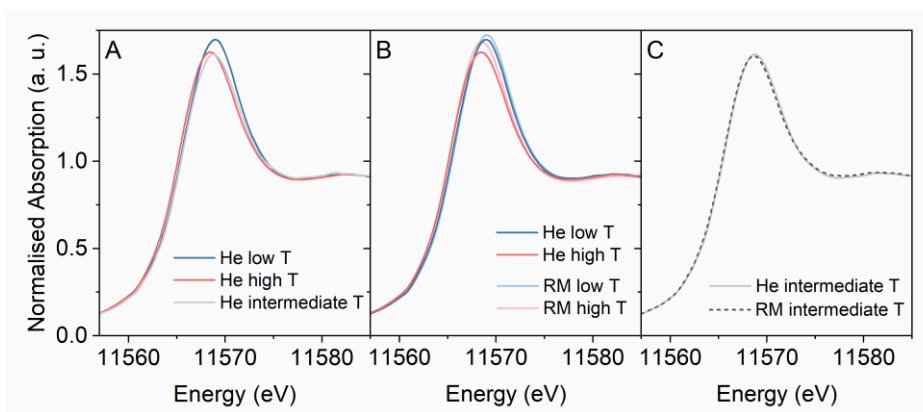 A
B
C
Normalised Absorption (a. u.)
1.5
1.0
0.5
0.0
He low T
He high T
He intermediate T
He low T
He high T
RM low T
RM high T
He intermediate T
RM intermediate T
11560 11570 11580
11560 11570 11580
11560 11570 11580
Energy (eV)
Energy (eV)
Energy (eV)